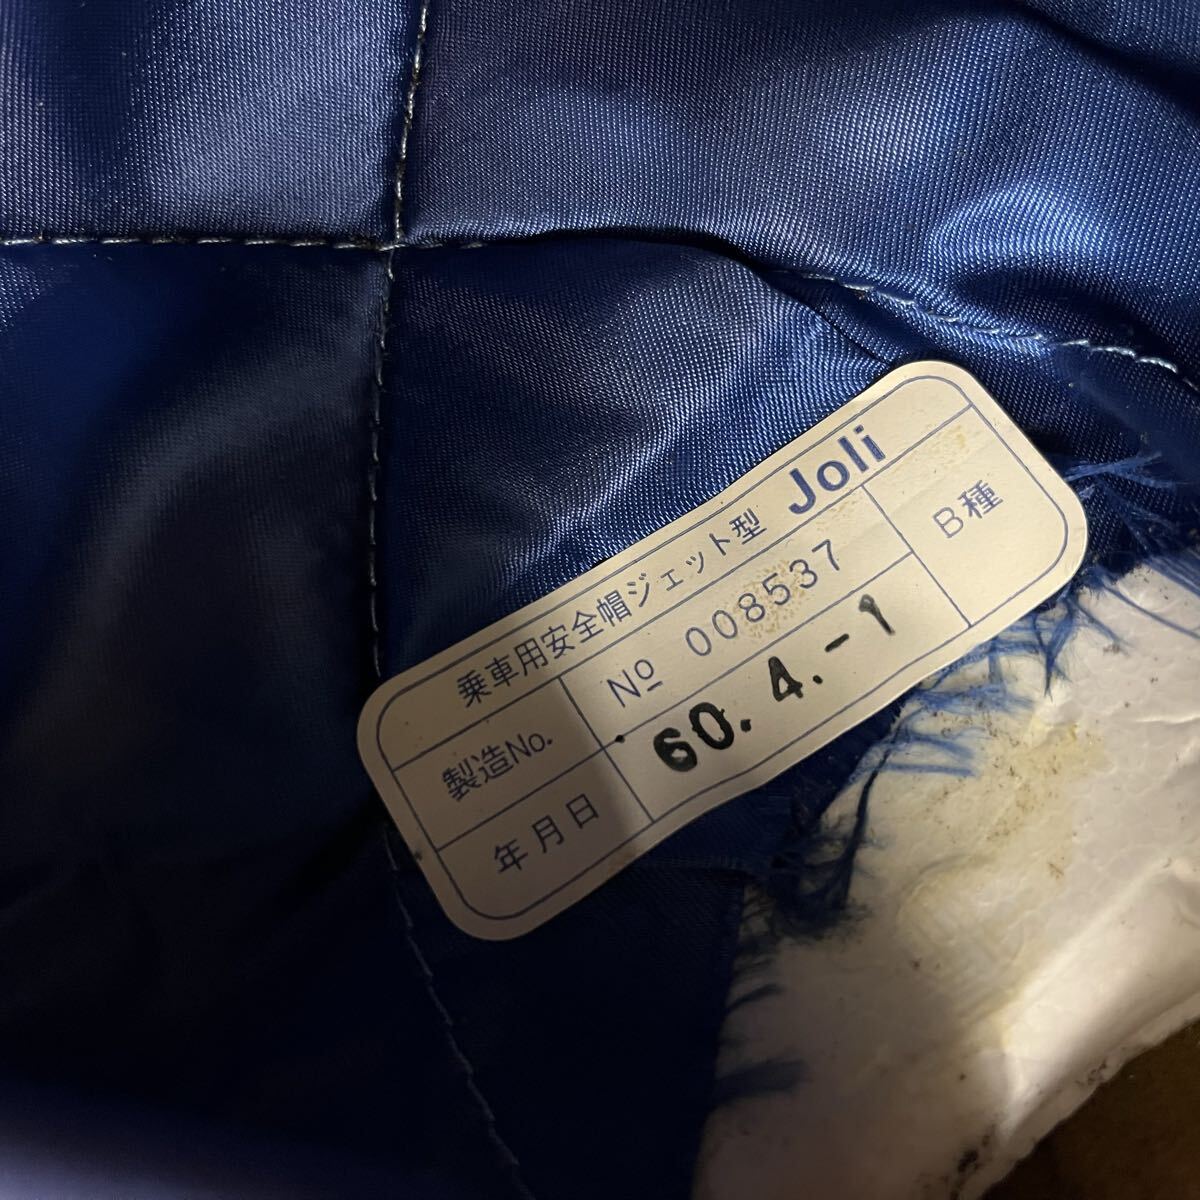 乗車用安全帽ジェット型 Joli
製造No. No 008537 B種
年月日 60.4.-1